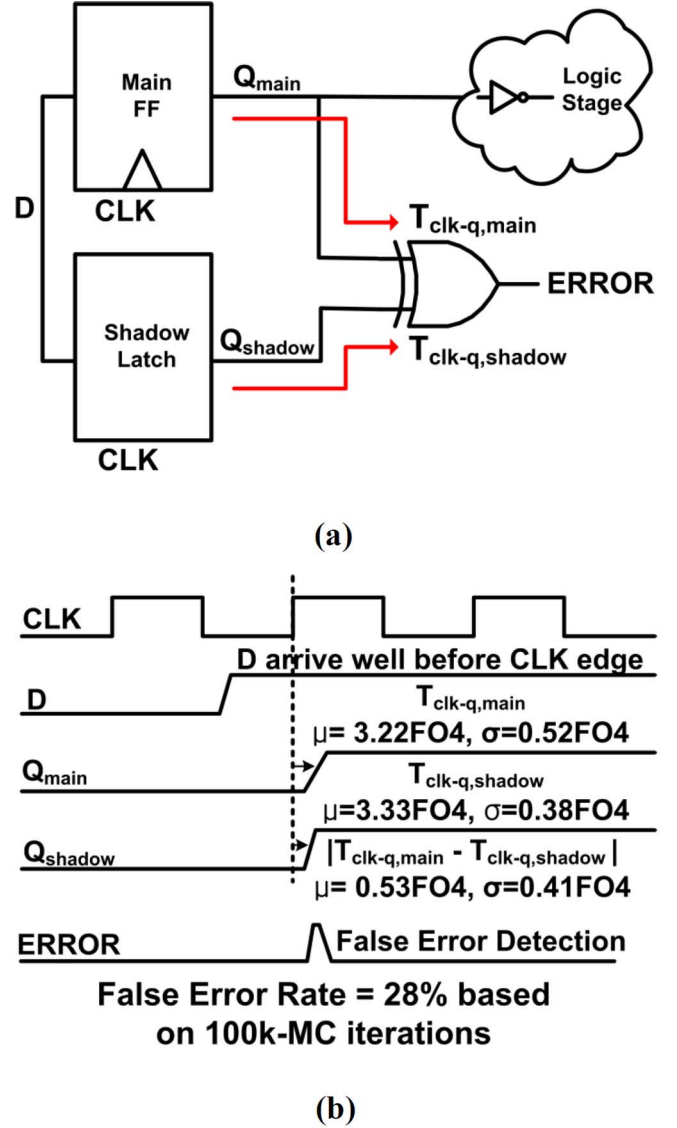 Main
FF
Qmain
Logic
Stage
D
CLK
Tclk-q,main
ERROR
Shadow
Latch
Qshadow
Tclk-q,shadow
CLK
(a)
CLK
D arrive well before CLK edge
D
Tclk-q,main
μ= 3.22FO4, σ=0.52FO4
Qmain
Tclk-q,shadow
μ=3.33FO4, σ=0.38FO4
Qshadow
|Tclk-q,main - Tclk-q,shadow|
μ= 0.53FO4, σ=0.41FO4
ERROR
False Error Detection
False Error Rate = 28% based
on 100k-MC iterations
(b)